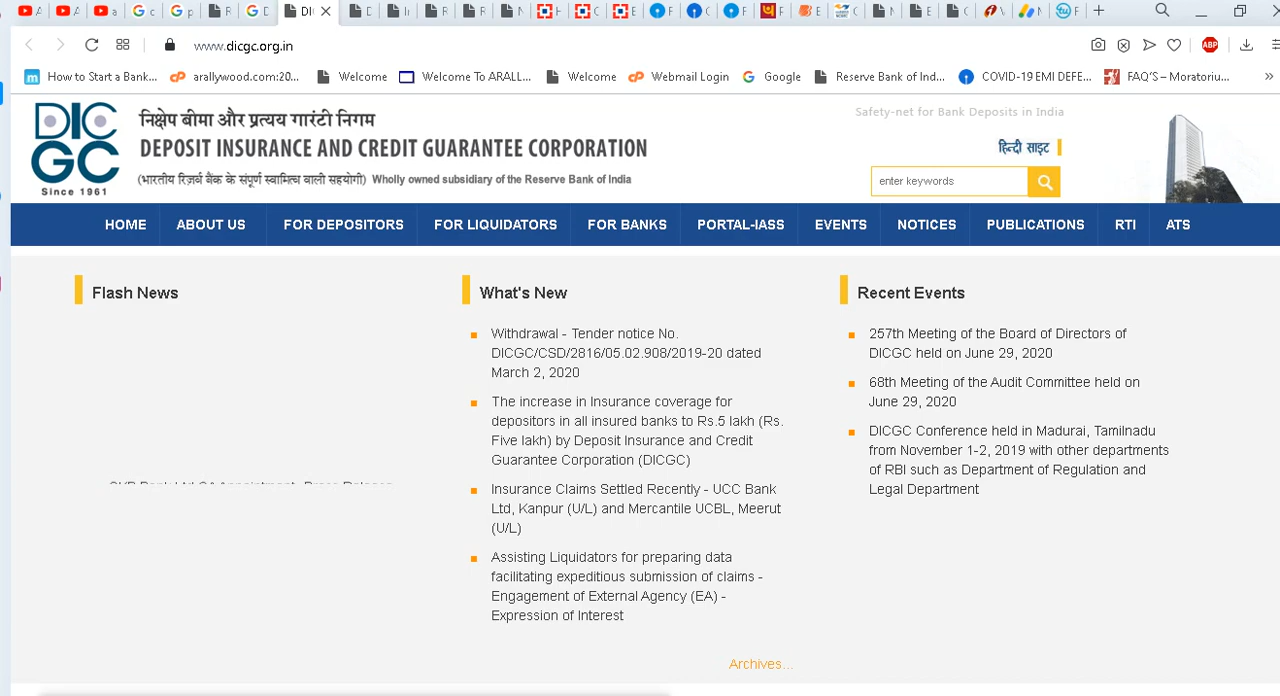 www.dicgc.org.in
How to Start a Bank...
arallywood.com:20...
Welcome
Welcome To ARALL...
Welcome
Webmail Login
Google
Reserve Bank of Ind...
COVID-19 EMI DEFE...
FAQ'S – Moratoriu...
»
DIC
GC
Since 1961
निक्षेप बीमा और प्रत्यय गारंटी निगम
DEPOSIT INSURANCE AND CREDIT GUARANTEE CORPORATION
(भारतीय रिज़र्व बैंक के संपूर्ण स्वामित्व वाली सहयोगी) Wholly owned subsidiary of the Reserve Bank of India
Safety-net for Bank Deposits in India
हिन्दी साइट
enter keywords
HOME
ABOUT US
FOR DEPOSITORS
FOR LIQUIDATORS
FOR BANKS
PORTAL-IASS
EVENTS
NOTICES
PUBLICATIONS
RTI
ATS
Flash News
What's New
Withdrawal - Tender notice No.
DICGC/CSD/2816/05.02.908/2019-20 dated
March 2, 2020
The increase in Insurance coverage for
depositors in all insured banks to Rs.5 lakh (Rs.
Five lakh) by Deposit Insurance and Credit
Guarantee Corporation (DICGC)
Insurance Claims Settled Recently - UCC Bank
Ltd, Kanpur (U/L) and Mercantile UCBL, Meerut
(U/L)
Assisting Liquidators for preparing data
facilitating expeditious submission of claims -
Engagement of External Agency (EA) -
Expression of Interest
Recent Events
257th Meeting of the Board of Directors of
DICGC held on June 29, 2020
68th Meeting of the Audit Committee held on
June 29, 2020
DICGC Conference held in Madurai, Tamilnadu
from November 1-2, 2019 with other departments
of RBI such as Department of Regulation and
Legal Department
Archives...